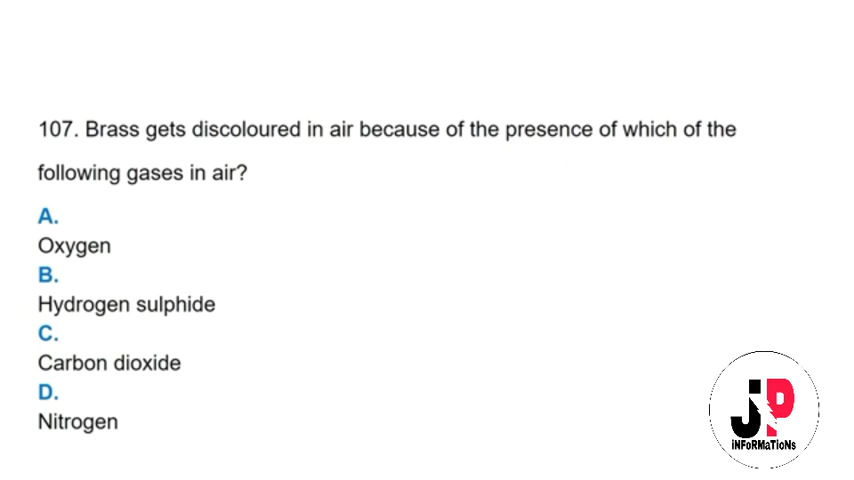 107. Brass gets discoloured in air because of the presence of which of the
following gases in air?
A.
Oxygen
B.
Hydrogen sulphide
C.
Carbon dioxide
D.
Nitrogen
JP
iNFoRMaTioNs